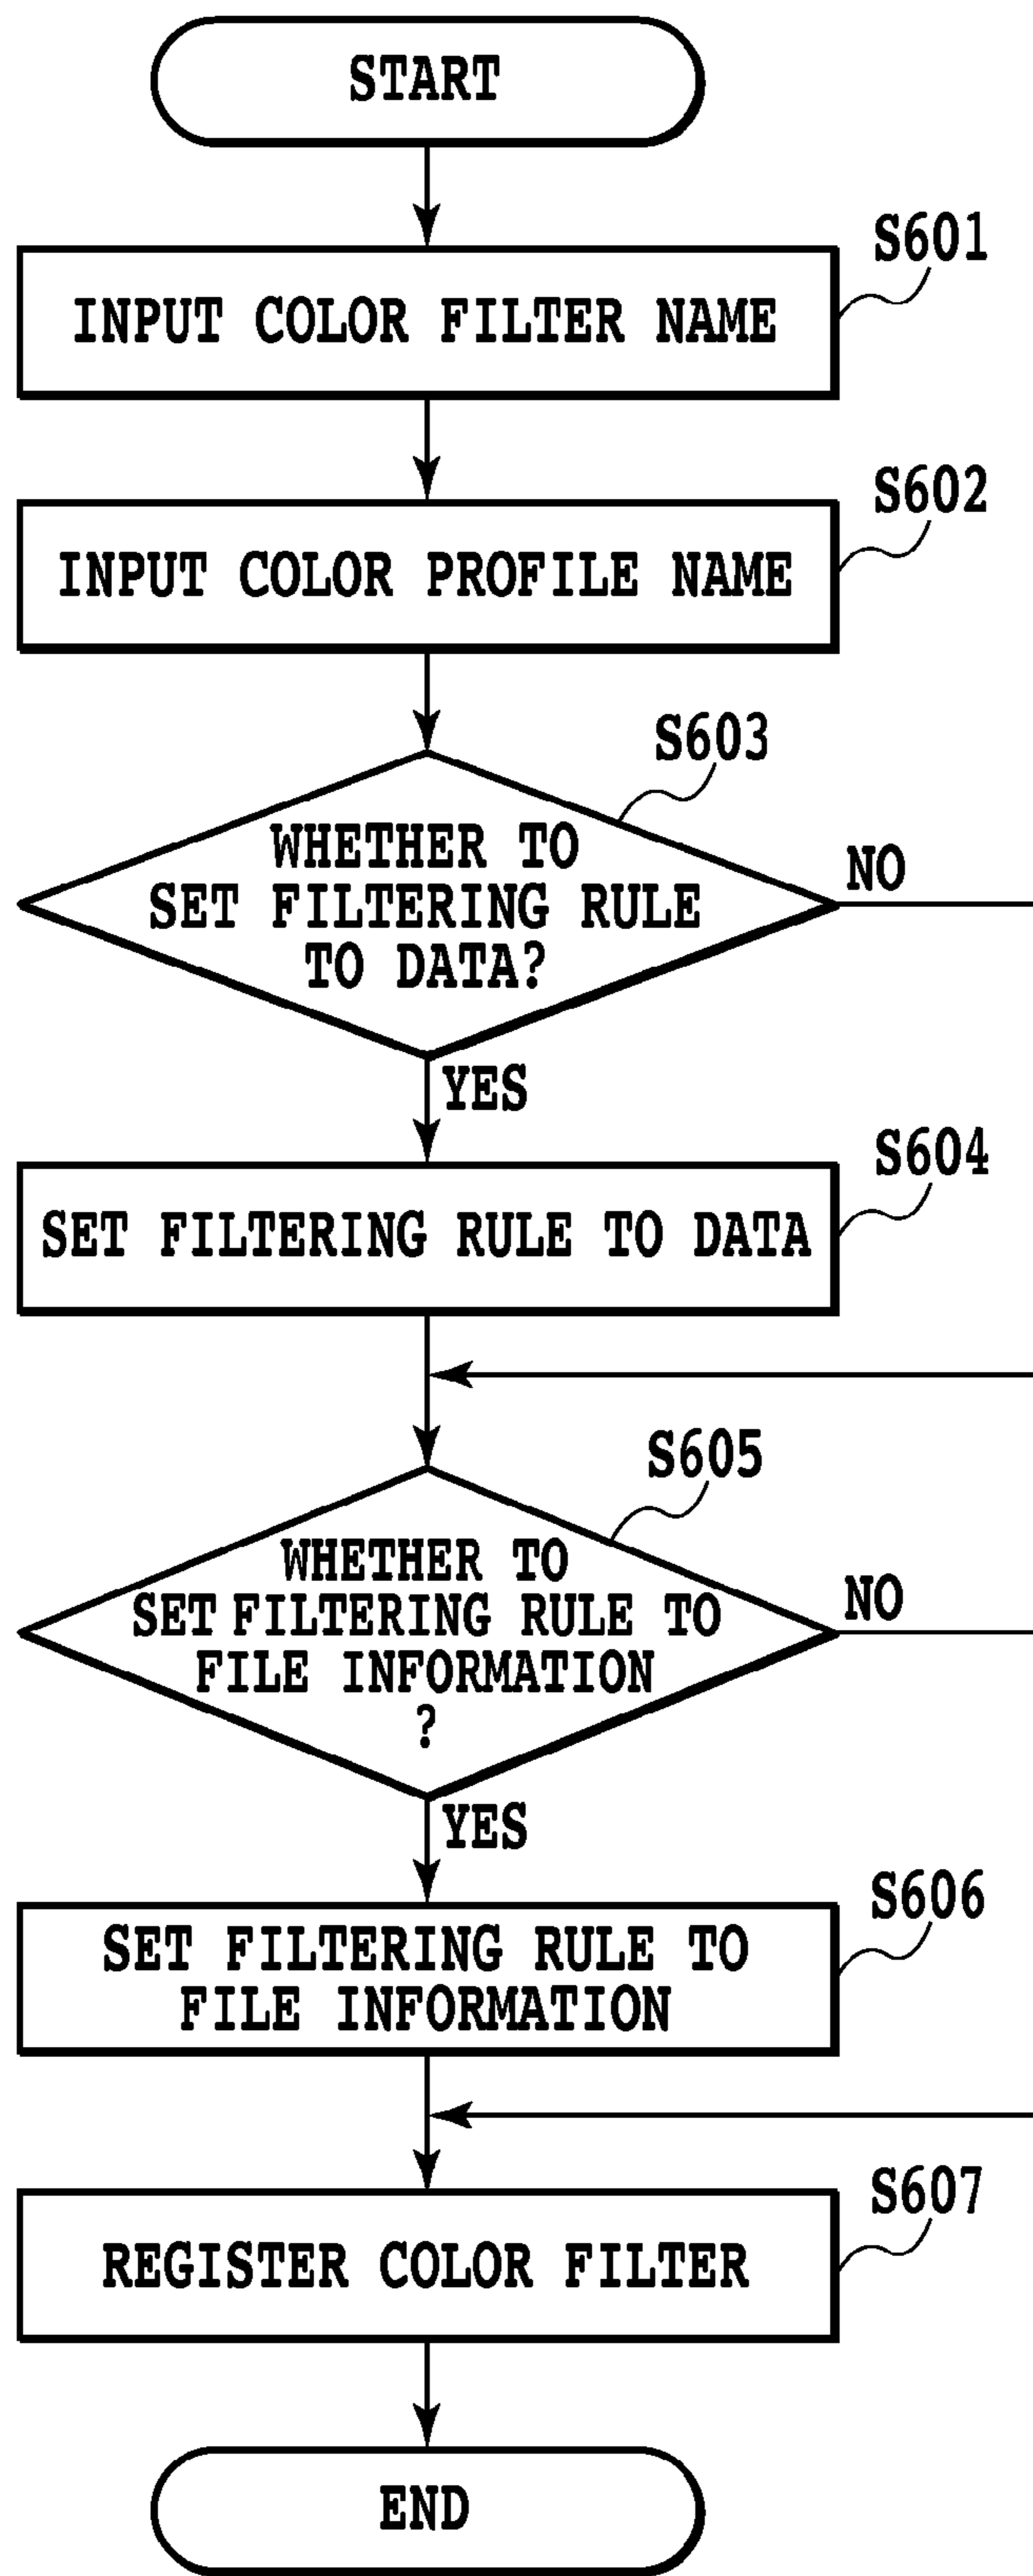 START
S601
INPUT COLOR FILTER NAME
S602
INPUT COLOR PROFILE NAME
S603
WHETHER TO
SET FILTERING RULE
TO DATA?
NO
YES
S604
SET FILTERING RULE TO DATA
S605
WHETHER TO
SET FILTERING RULE TO
FILE INFORMATION
?
NO
YES
S606
SET FILTERING RULE TO
FILE INFORMATION
S607
REGISTER COLOR FILTER
END